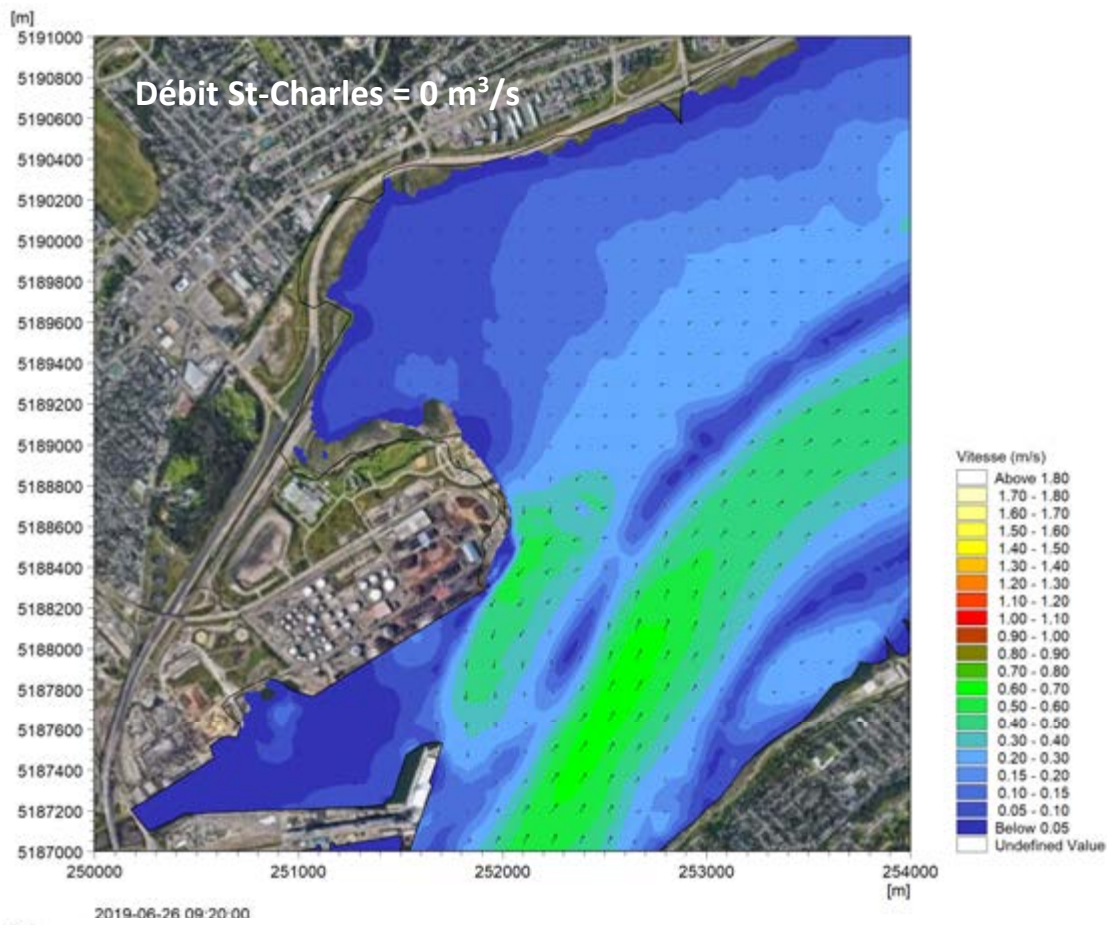 [m]
5191000
Débit St-Charles = 0 m³/s
5190800
5190600
5190400
5190200
5190000
5189800
5189600
5189400
5189200
5189000
5188800
5188600
5188400
5188200
5188000
5187800
5187600
5187400
5187200
5187000
250000 251000 252000 253000 254000
[m]
2019-06-26 09:20:00
Vitesse (m/s)
Above 1.80
1.70 - 1.80
1.60 - 1.70
1.50 - 1.60
1.40 - 1.50
1.30 - 1.40
1.20 - 1.30
1.10 - 1.20
1.00 - 1.10
0.90 - 1.00
0.80 - 0.90
0.70 - 0.80
0.60 - 0.70
0.50 - 0.60
0.40 - 0.50
0.30 - 0.40
0.20 - 0.30
0.15 - 0.20
0.10 - 0.15
0.05 - 0.10
Below 0.05
Undefined Value